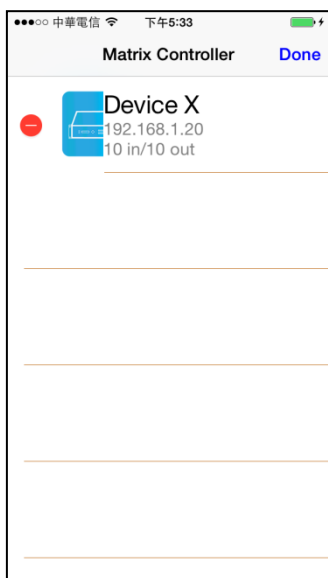 中華電信 下午5:33
Matrix Controller Done
Device X
192.168.1.20
10 in/10 out